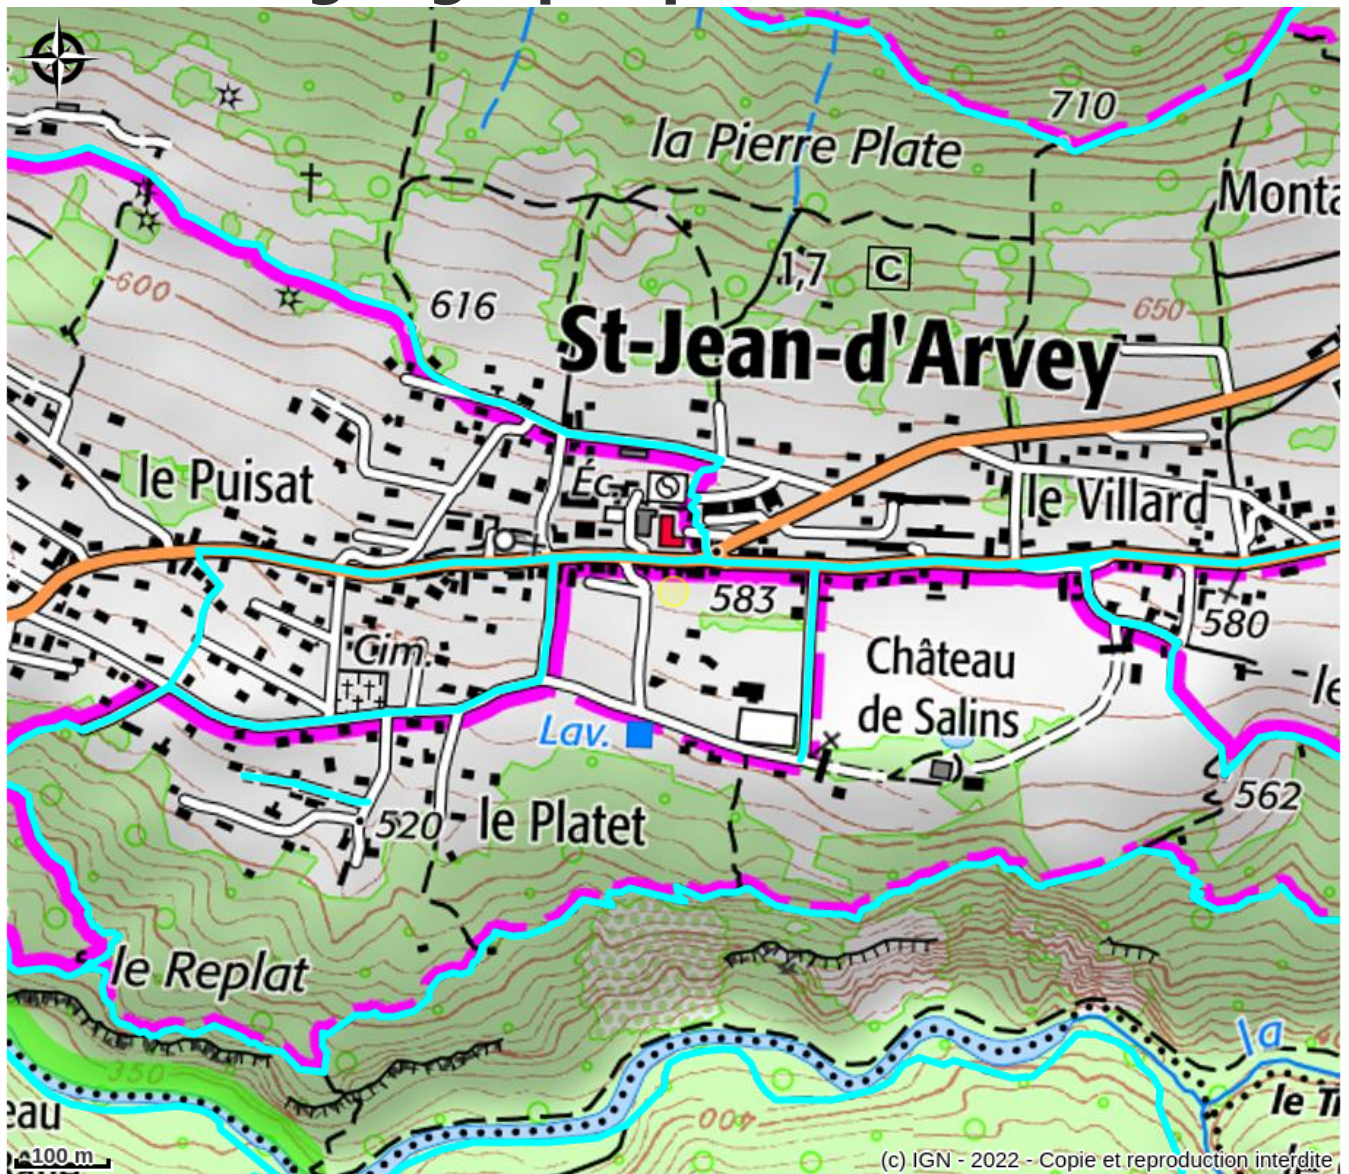 710
la Pierre Plate
Monta
1,7
C
600
616
650
St-Jean-d'Arvey
le Puisat
Éc.
le Villard
583
580
Cim.
Château
de Salins
le
Lav.
562
520
le Platet
le Replat
la
350
400
eau
le Tr
100 m
(c) IGN - 2022 - Copie et reproduction interdite